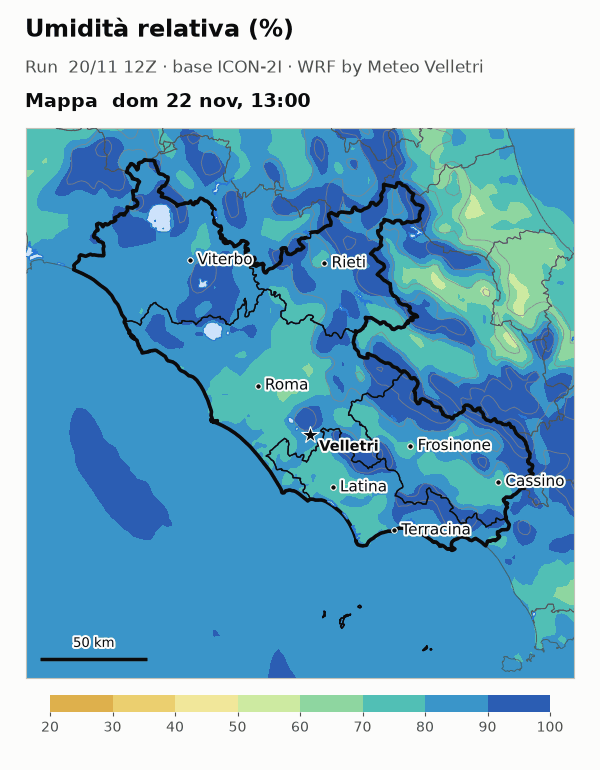 Umidità relativa (%)
Run  20/11 12Z · base ICON-2I · WRF by Meteo Velletri
Mappa  dom 22 nov, 13:00
Viterbo
Rieti
Roma
Velletri
Frosinone
Cassino
Latina
Terracina
50 km
20 30 40 50 60 70 80 90 100